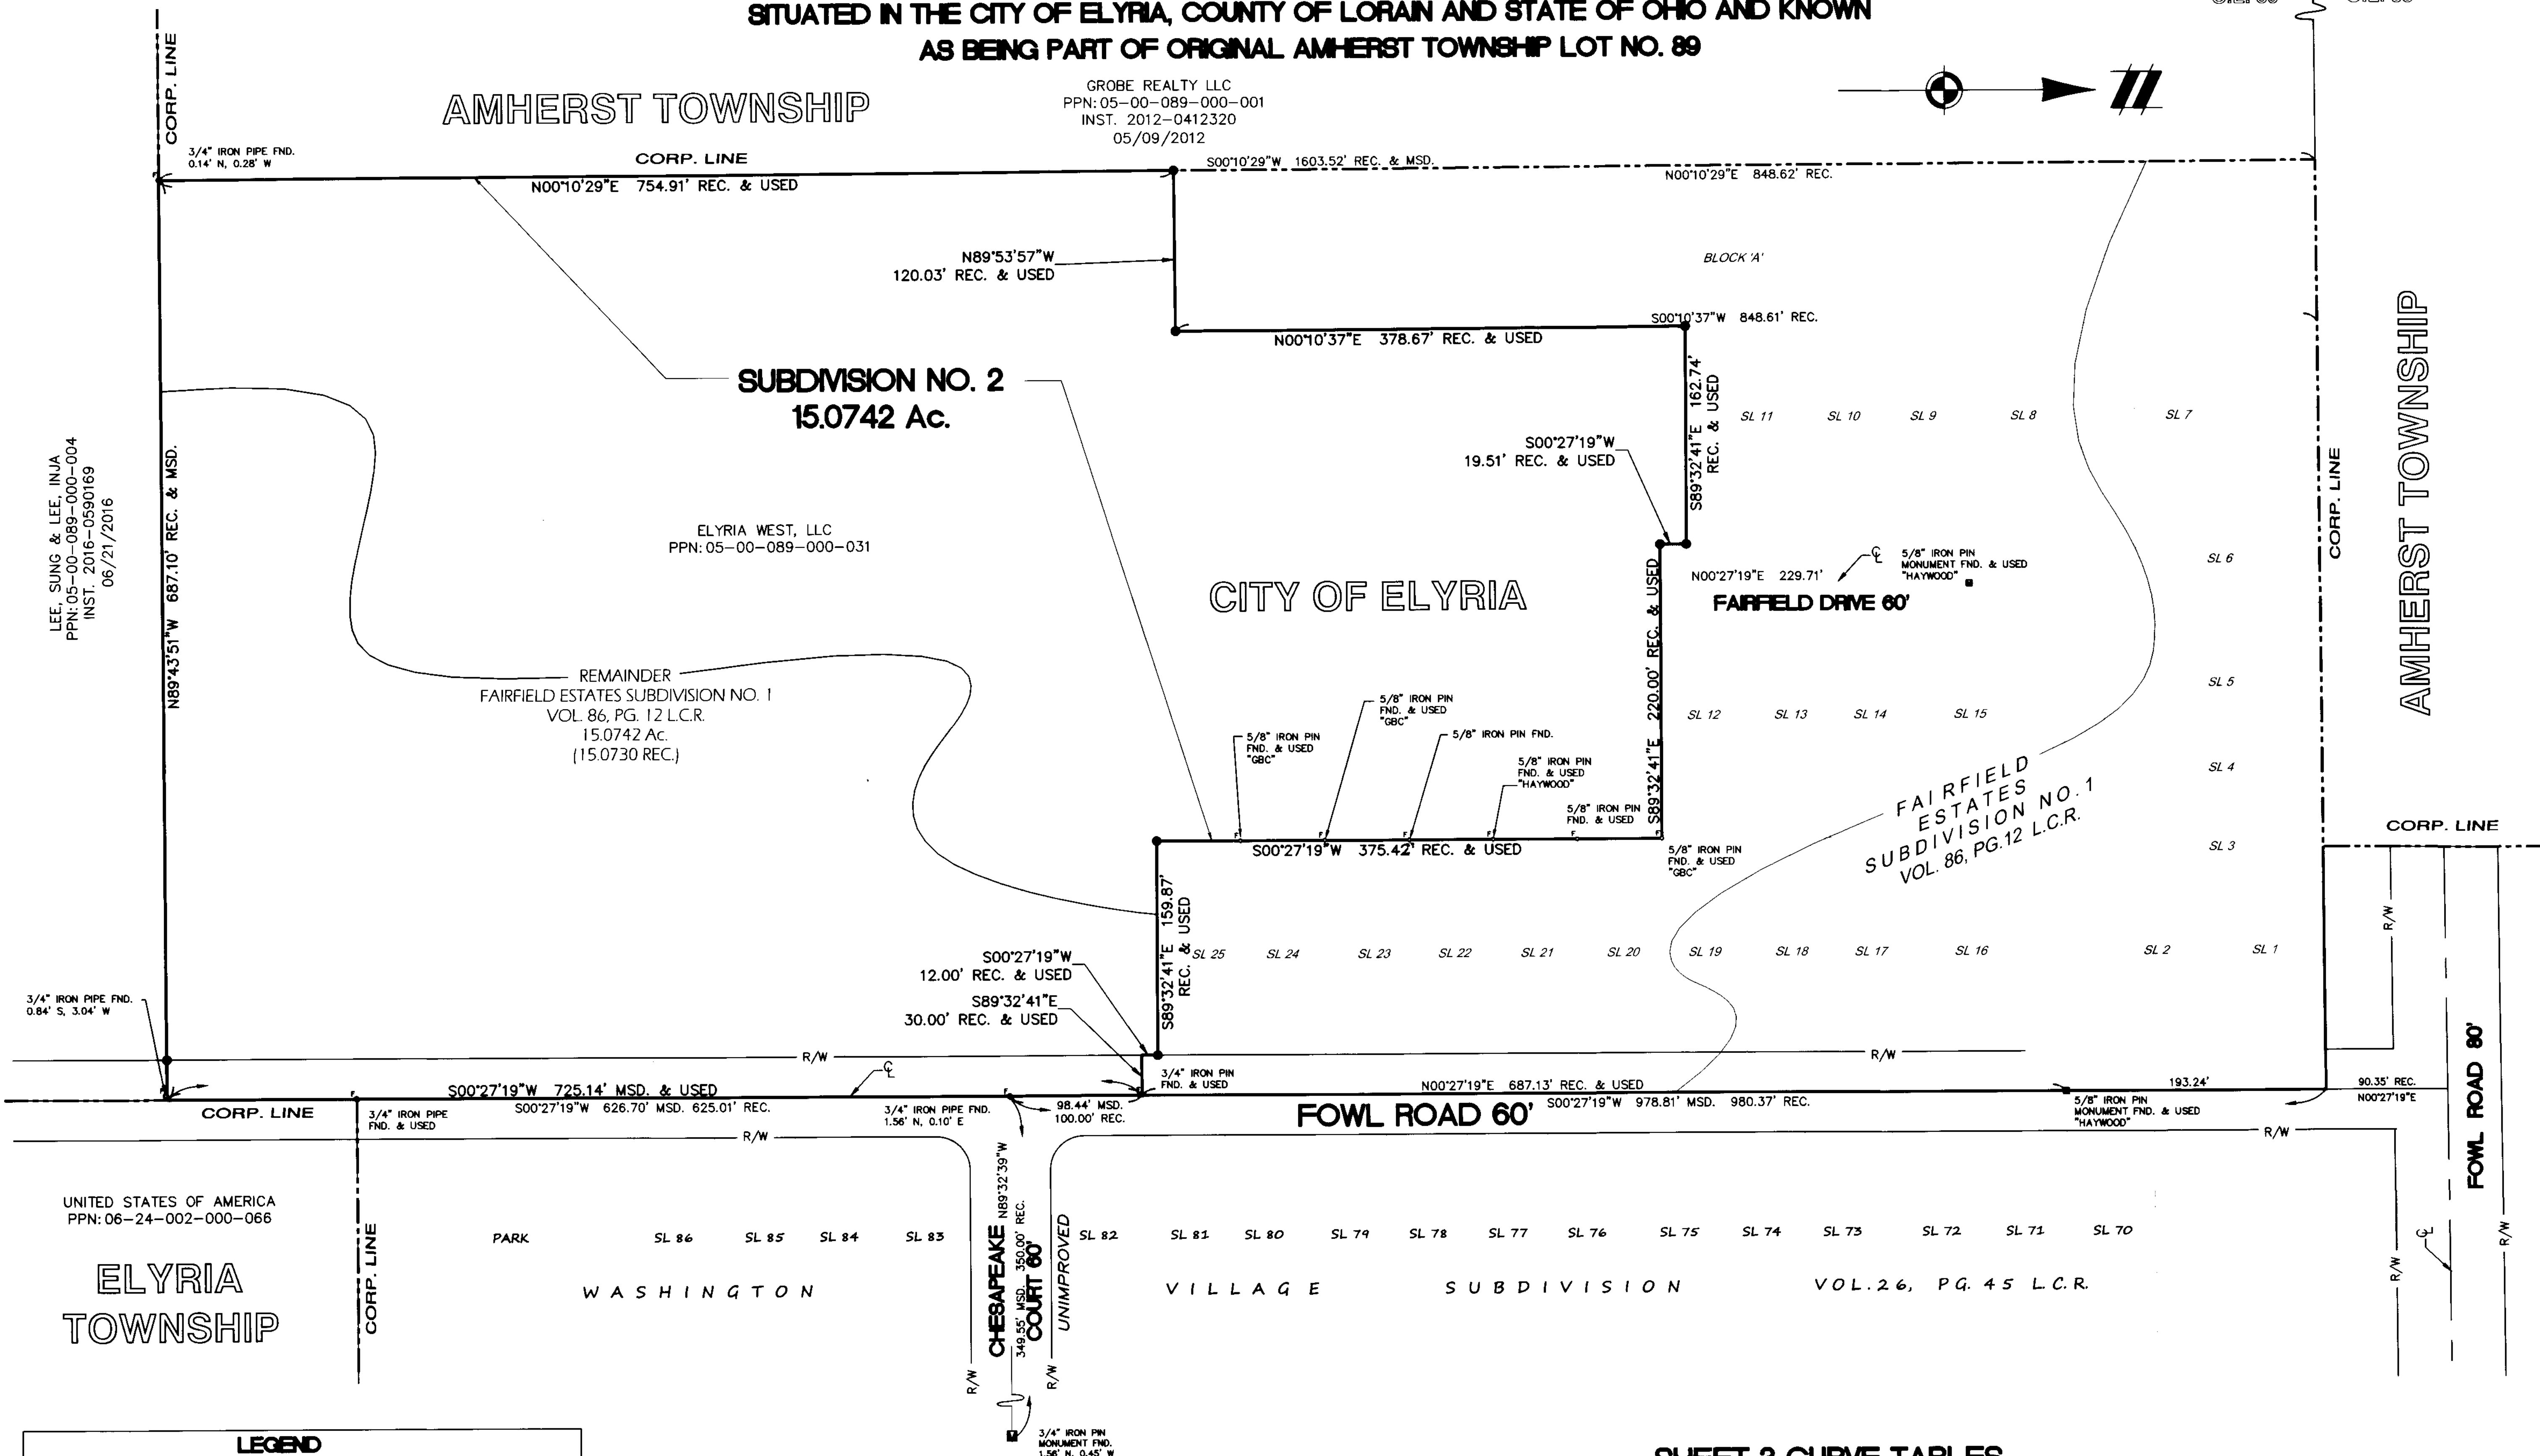 SITUATED IN THE CITY OF ELYRIA, COUNTY OF LORAIN AND STATE OF OHIO AND KNOWN
AS BEING PART OF ORIGINAL AMHERST TOWNSHIP LOT NO. 89
CORP. LINE
AMHERST TOWNSHIP
GROBE REALTY LLC
PPN: 05-00-089-000-001
INST. 2012-0412320
05/09/2012
3/4" IRON PIPE FND.
0.14' N, 0.28' W
CORP. LINE
S00°10'29"W 1603.52' REC. & MSD.
N00°10'29"E 754.91' REC. & USED
N00°10'29"E 848.62' REC.
N89°53'57"W
120.03' REC. & USED
BLOCK 'A'
S00°10'37"W 848.61' REC.
N00°10'37"E 378.67' REC. & USED
SUBDIVISION NO. 2
15.0742 Ac.
S89°32'41"E 162.74'
REC. & USED
SL 11 SL 10 SL 9 SL 8 SL 7
S00°27'19"W
19.51' REC. & USED
AMHERST TOWNSHIP
CORP. LINE
LEE, SUNG & LEE, INJA
PPN: 05-00-089-000-004
INST. 2016-0590169
06/21/2016
N89°43'51"W 687.10' REC. & MSD.
ELYRIA WEST, LLC
PPN: 05-00-089-000-031
CITY OF ELYRIA
N00°27'19"E 229.71'
℄
5/8" IRON PIN
MONUMENT FND. & USED
"HAYWOOD"
FAIRFIELD DRIVE 60'
SL 6
S89°32'41"E 220.00' REC. & USED
REMAINDER
FAIRFIELD ESTATES SUBDIVISION NO. 1
VOL. 86, PG. 12 L.C.R.
15.0742 Ac.
(15.0730 REC.)
5/8" IRON PIN
FND. & USED
"GBC"
5/8" IRON PIN
FND. & USED
"GBC"
5/8" IRON PIN FND.
5/8" IRON PIN
FND. & USED
"HAYWOOD"
5/8" IRON PIN
FND. & USED
SL 12 SL 13 SL 14 SL 15
SL 5
SL 4
SL 3
FAIRFIELD
ESTATES
SUBDIVISION NO. 1
VOL. 86, PG.12 L.C.R.
CORP. LINE
F F F F F F
S00°27'19"W 375.42' REC. & USED
5/8" IRON PIN
FND. & USED
"GBC"
S89°32'41"E 159.87'
REC. & USED
SL 25 SL 24 SL 23 SL 22 SL 21 SL 20 SL 19 SL 18 SL 17 SL 16 SL 2 SL 1
R/W
S00°27'19"W
12.00' REC. & USED
S89°32'41"E
30.00' REC. & USED
3/4" IRON PIPE FND.
0.84' S, 3.04' W
R/W
R/W
FOWL ROAD 80'
℄
3/4" IRON PIN
FND. & USED
S00°27'19"W 725.14' MSD. & USED
N00°27'19"E 687.13' REC. & USED
193.24'
90.35' REC.
N00°27'19"E
CORP. LINE
3/4" IRON PIPE
FND. & USED
S00°27'19"W 626.70' MSD. 625.01' REC.
3/4" IRON PIPE FND.
1.56' N, 0.10' E
98.44' MSD.
100.00' REC.
FOWL ROAD 60'
S00°27'19"W 978.81' MSD. 980.37' REC.
5/8" IRON PIN
MONUMENT FND. & USED
"HAYWOOD"
R/W
R/W
UNITED STATES OF AMERICA
PPN: 06-24-002-000-066
ELYRIA
TOWNSHIP
CORP. LINE
PARK SL 86 SL 85 SL 84 SL 83
CHESAPEAKE
COURT 60'
N89°32'39"W
349.55' MSD. 350.00' REC.
UNIMPROVED
SL 82 SL 81 SL 80 SL 79 SL 78 SL 77 SL 76 SL 75 SL 74 SL 73 SL 72 SL 71 SL 70
WASHINGTON VILLAGE SUBDIVISION VOL.26, PG. 45 L.C.R.
R/W
R/W
R/W
℄
R/W
LEGEND
3/4" IRON PIN
MONUMENT FND.
1.56' N, 0.45' W
SHEET 3 CURVE TABLES